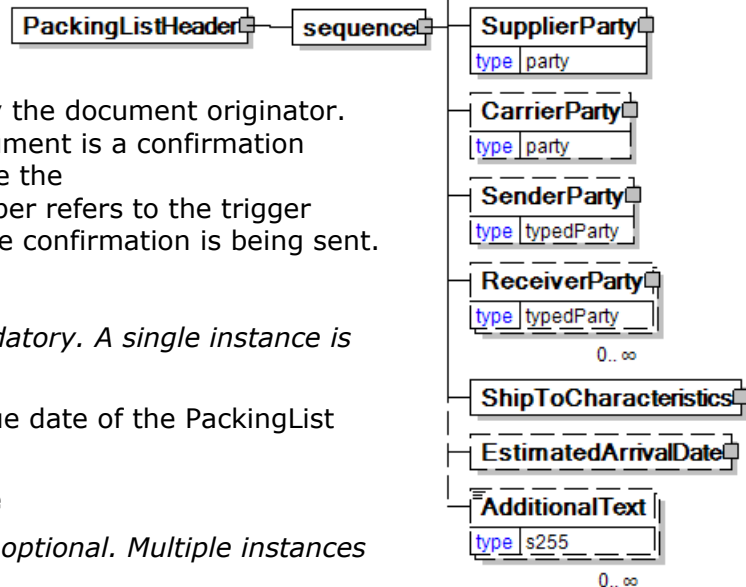 PackingListHeader
sequence
SupplierParty
type party
CarrierParty
type party
SenderParty
type typedParty
ReceiverParty
type typedParty
0..∞
ShipToCharacteristics
EstimatedArrivalDate
AdditionalText
type s255
0..∞
the document originator.
ument is a confirmation
e the
ber refers to the trigger
e confirmation is being sent.
datory. A single instance is
ue date of the PackingList
optional. Multiple instances